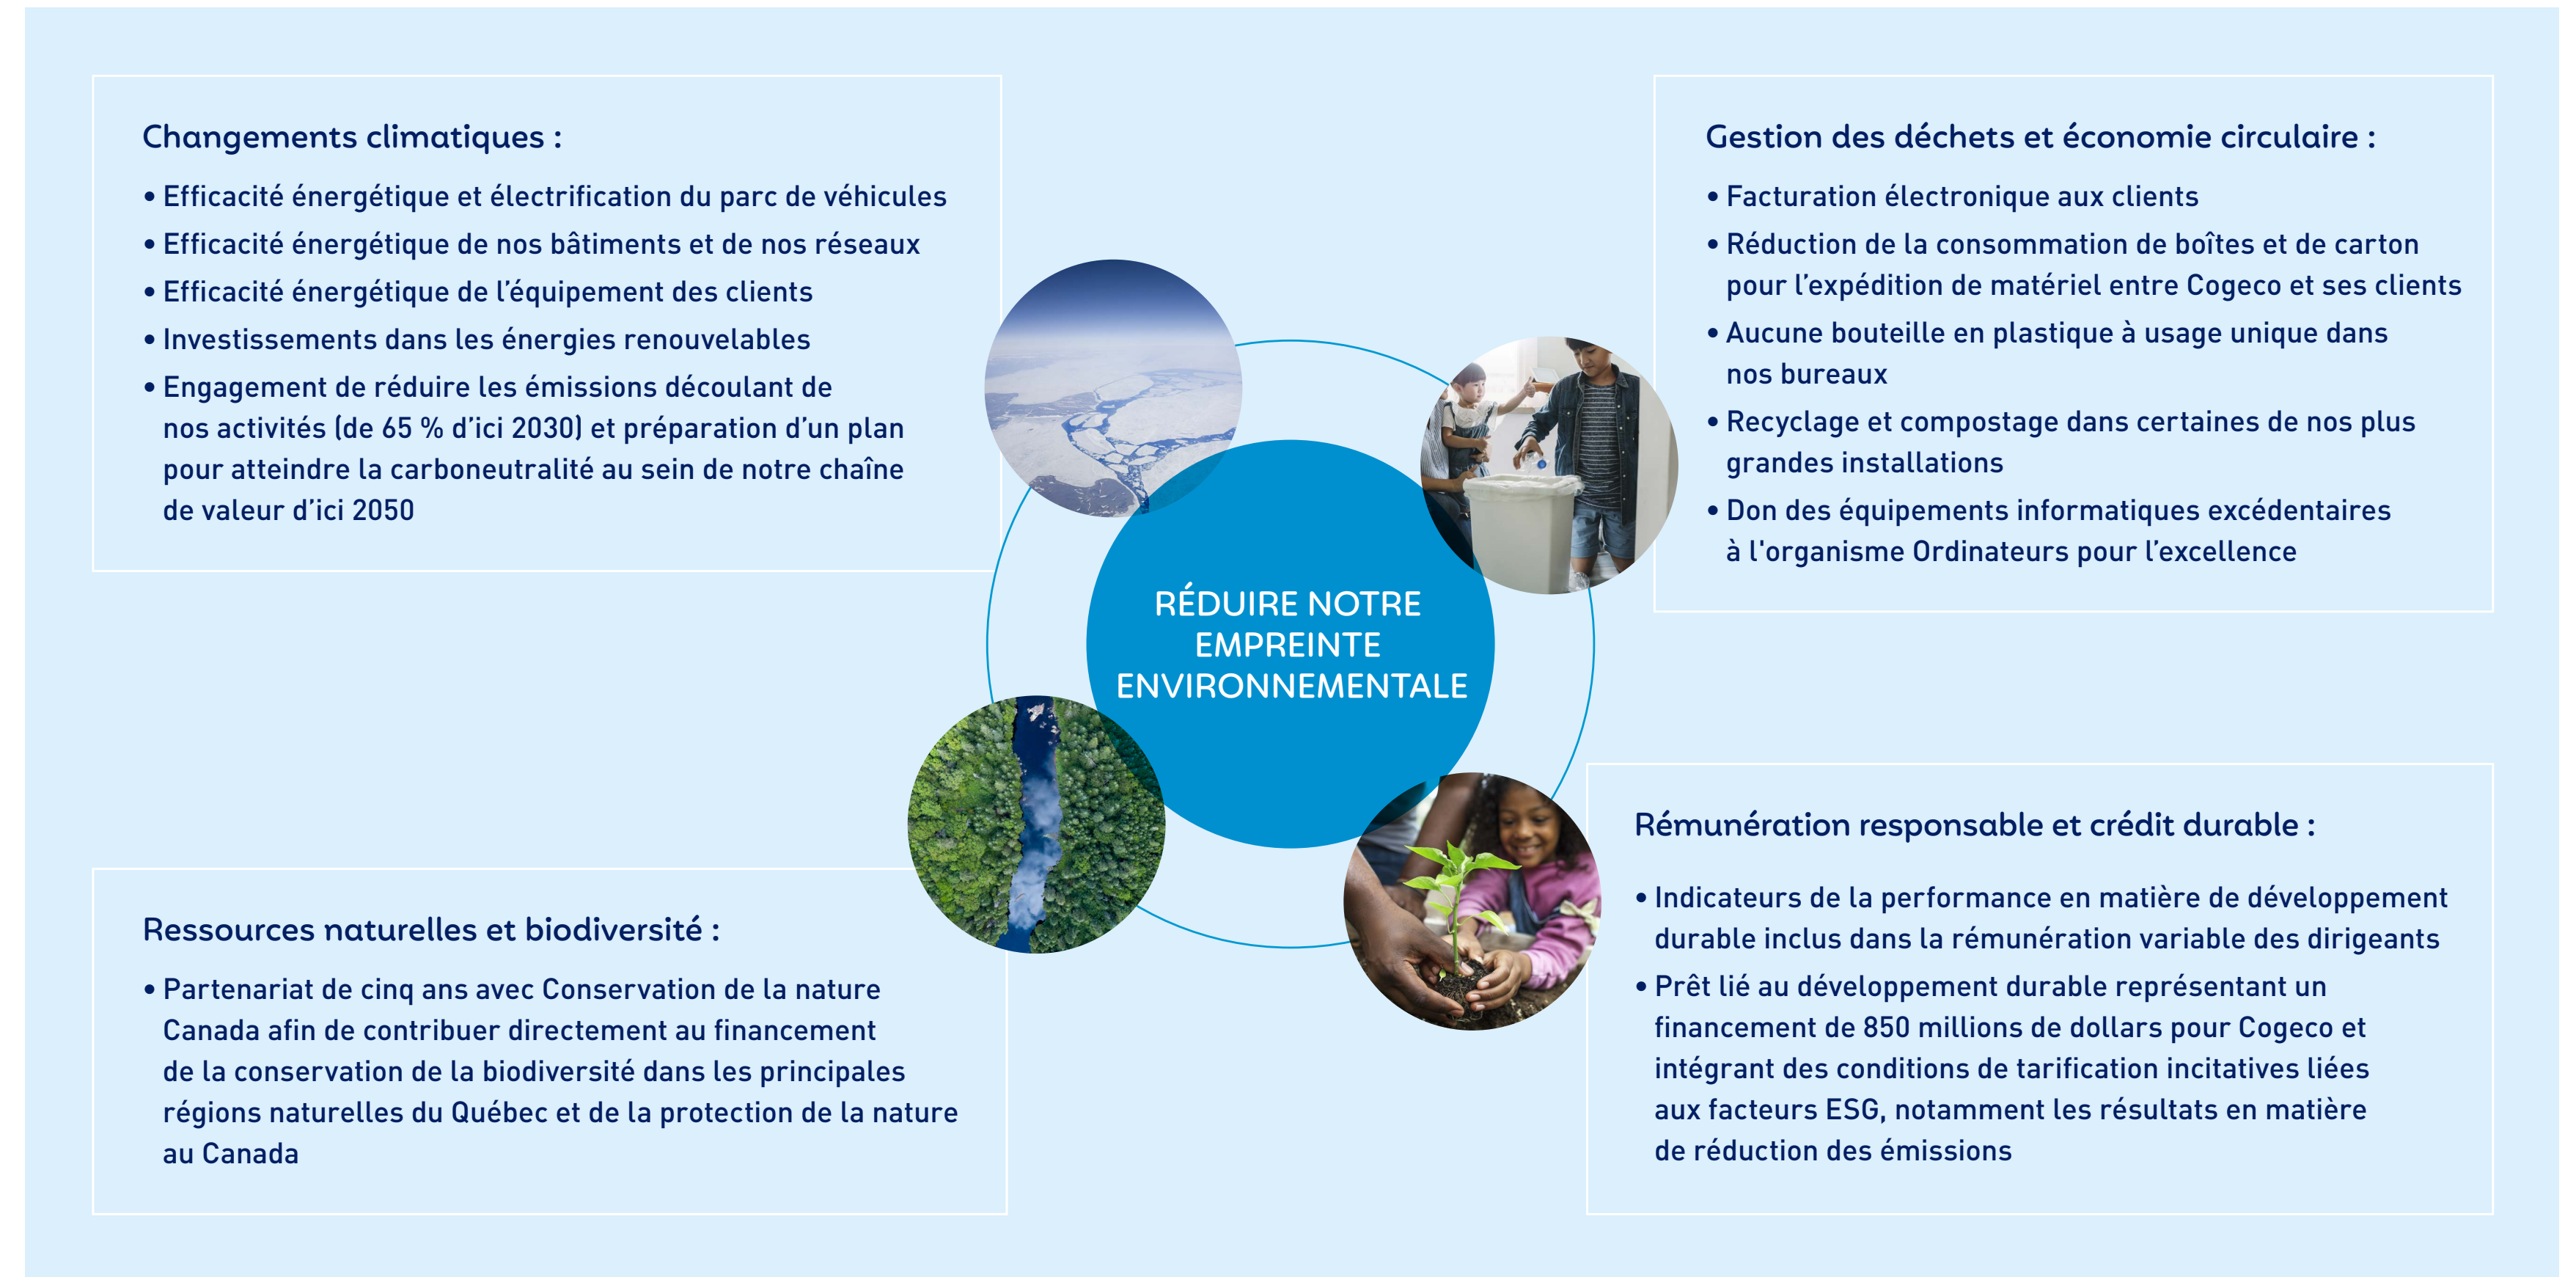 Changements climatiques :
• Efficacité énergétique et électrification du parc de véhicules
• Efficacité énergétique de nos bâtiments et de nos réseaux
• Efficacité énergétique de l’équipement des clients
• Investissements dans les énergies renouvelables
• Engagement de réduire les émissions découlant de
nos activités (de 65 % d’ici 2030) et préparation d’un plan
pour atteindre la carboneutralité au sein de notre chaîne
de valeur d’ici 2050
Gestion des déchets et économie circulaire :
• Facturation électronique aux clients
• Réduction de la consommation de boîtes et de carton
pour l’expédition de matériel entre Cogeco et ses clients
• Aucune bouteille en plastique à usage unique dans
nos bureaux
• Recyclage et compostage dans certaines de nos plus
grandes installations
• Don des équipements informatiques excédentaires
à l'organisme Ordinateurs pour l’excellence
RÉDUIRE NOTRE
EMPREINTE
ENVIRONNEMENTALE
Ressources naturelles et biodiversité :
• Partenariat de cinq ans avec Conservation de la nature
Canada afin de contribuer directement au financement
de la conservation de la biodiversité dans les principales
régions naturelles du Québec et de la protection de la nature
au Canada
Rémunération responsable et crédit durable :
• Indicateurs de la performance en matière de développement
durable inclus dans la rémunération variable des dirigeants
• Prêt lié au développement durable représentant un
financement de 850 millions de dollars pour Cogeco et
intégrant des conditions de tarification incitatives liées
aux facteurs ESG, notamment les résultats en matière
de réduction des émissions